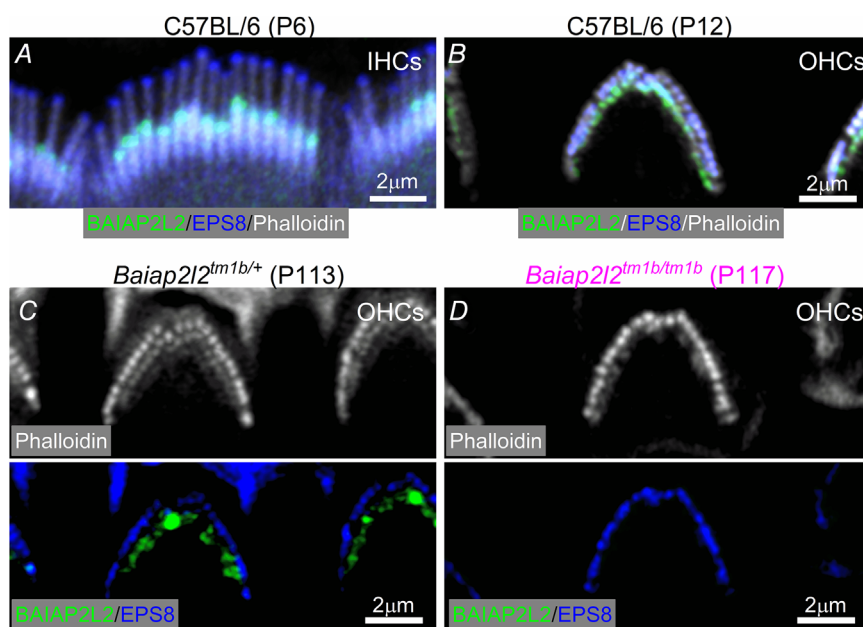 C57BL/6 (P6)
C57BL/6 (P12)
A
IHCs
B
OHCs
2μm
2μm
BAIAP2L2/EPS8/Phalloidin
BAIAP2L2/EPS8/Phalloidin
Baiap2l2tm1b/+ (P113)
Baiap2l2tm1b/tm1b (P117)
C
OHCs
D
OHCs
Phalloidin
Phalloidin
BAIAP2L2/EPS8
2μm
BAIAP2L2/EPS8
2μm